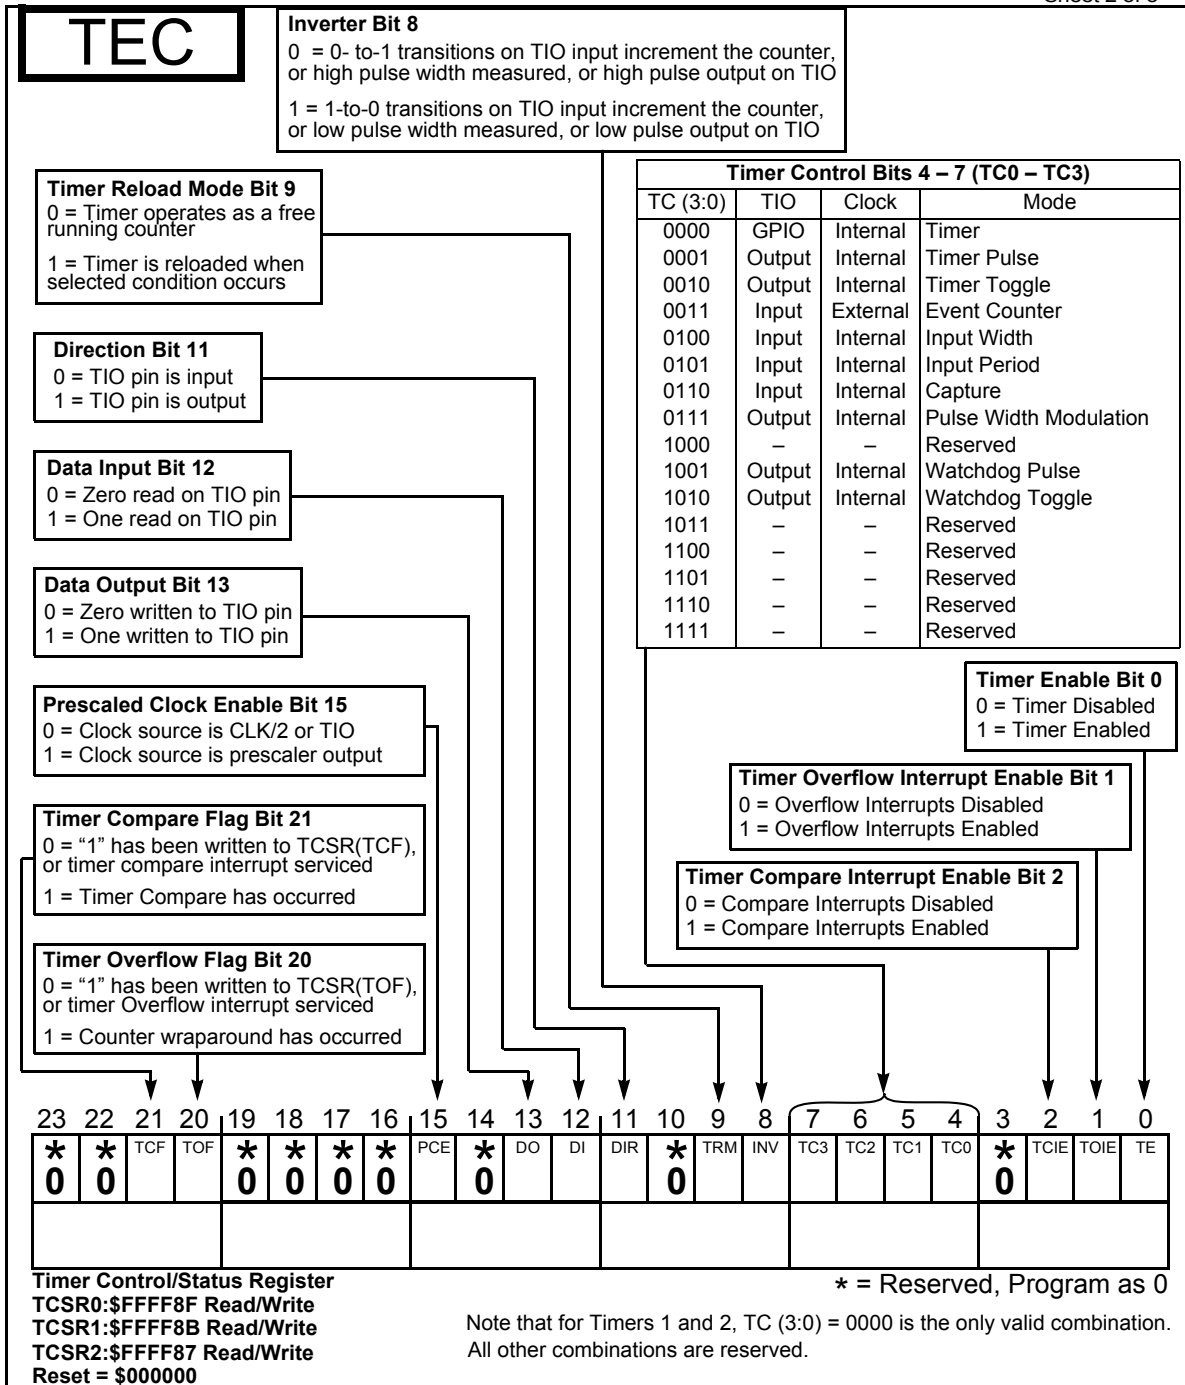 TEC
Inverter Bit 8
0 = 0- to-1 transitions on TIO input increment the counter,
or high pulse width measured, or high pulse output on TIO
1 = 1-to-0 transitions on TIO input increment the counter,
or low pulse width measured, or low pulse output on TIO
Timer Reload Mode Bit 9
0 = Timer operates as a free
running counter
1 = Timer is reloaded when
selected condition occurs
Direction Bit 11
0 = TIO pin is input
1 = TIO pin is output
Data Input Bit 12
0 = Zero read on TIO pin
1 = One read on TIO pin
Data Output Bit 13
0 = Zero written to TIO pin
1 = One written to TIO pin
Prescaled Clock Enable Bit 15
0 = Clock source is CLK/2 or TIO
1 = Clock source is prescaler output
Timer Compare Flag Bit 21
0 = “1” has been written to TCSR(TCF),
or timer compare interrupt serviced
1 = Timer Compare has occurred
Timer Overflow Flag Bit 20
0 = “1” has been written to TCSR(TOF),
or timer Overflow interrupt serviced
1 = Counter wraparound has occurred
Timer Control Bits 4 – 7 (TC0 – TC3)
TC (3:0) TIO Clock Mode
0000 GPIO Internal Timer
0001 Output Internal Timer Pulse
0010 Output Internal Timer Toggle
0011 Input External Event Counter
0100 Input Internal Input Width
0101 Input Internal Input Period
0110 Input Internal Capture
0111 Output Internal Pulse Width Modulation
1000 – – Reserved
1001 Output Internal Watchdog Pulse
1010 Output Internal Watchdog Toggle
1011 – – Reserved
1100 – – Reserved
1101 – – Reserved
1110 – – Reserved
1111 – – Reserved
Timer Enable Bit 0
0 = Timer Disabled
1 = Timer Enabled
Timer Overflow Interrupt Enable Bit 1
0 = Overflow Interrupts Disabled
1 = Overflow Interrupts Enabled
Timer Compare Interrupt Enable Bit 2
0 = Compare Interrupts Disabled
1 = Compare Interrupts Enabled
23 22 21 20 19 18 17 16 15 14 13 12 11 10 9 8 7 6 5 4 3 2 1 0
* * TCF TOF * * * * PCE * DO DI DIR * TRM INV TC3 TC2 TC1 TC0 * TCIE TOIE TE
0 0 0 0 0 0 0 0 0
Timer Control/Status Register
TCSR0:$FFFF8F Read/Write
TCSR1:$FFFF8B Read/Write
TCSR2:$FFFF87 Read/Write
Reset = $000000
* = Reserved, Program as 0
Note that for Timers 1 and 2, TC (3:0) = 0000 is the only valid combination.
All other combinations are reserved.